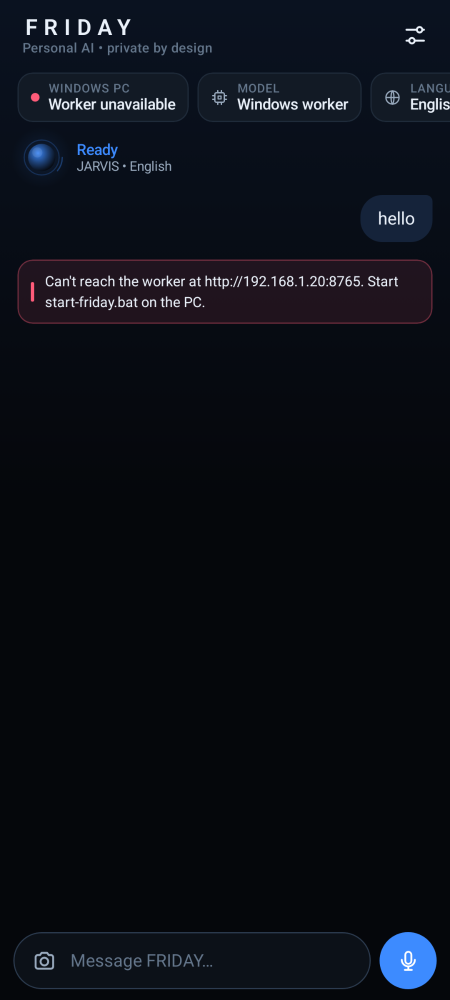 FRIDAY
Personal AI • private by design
WINDOWS PC
Worker unavailable
MODEL
Windows worker
LANGU
Englis
Ready
JARVIS • English
hello
Can't reach the worker at http://192.168.1.20:8765. Start
start-friday.bat on the PC.
Message FRIDAY...